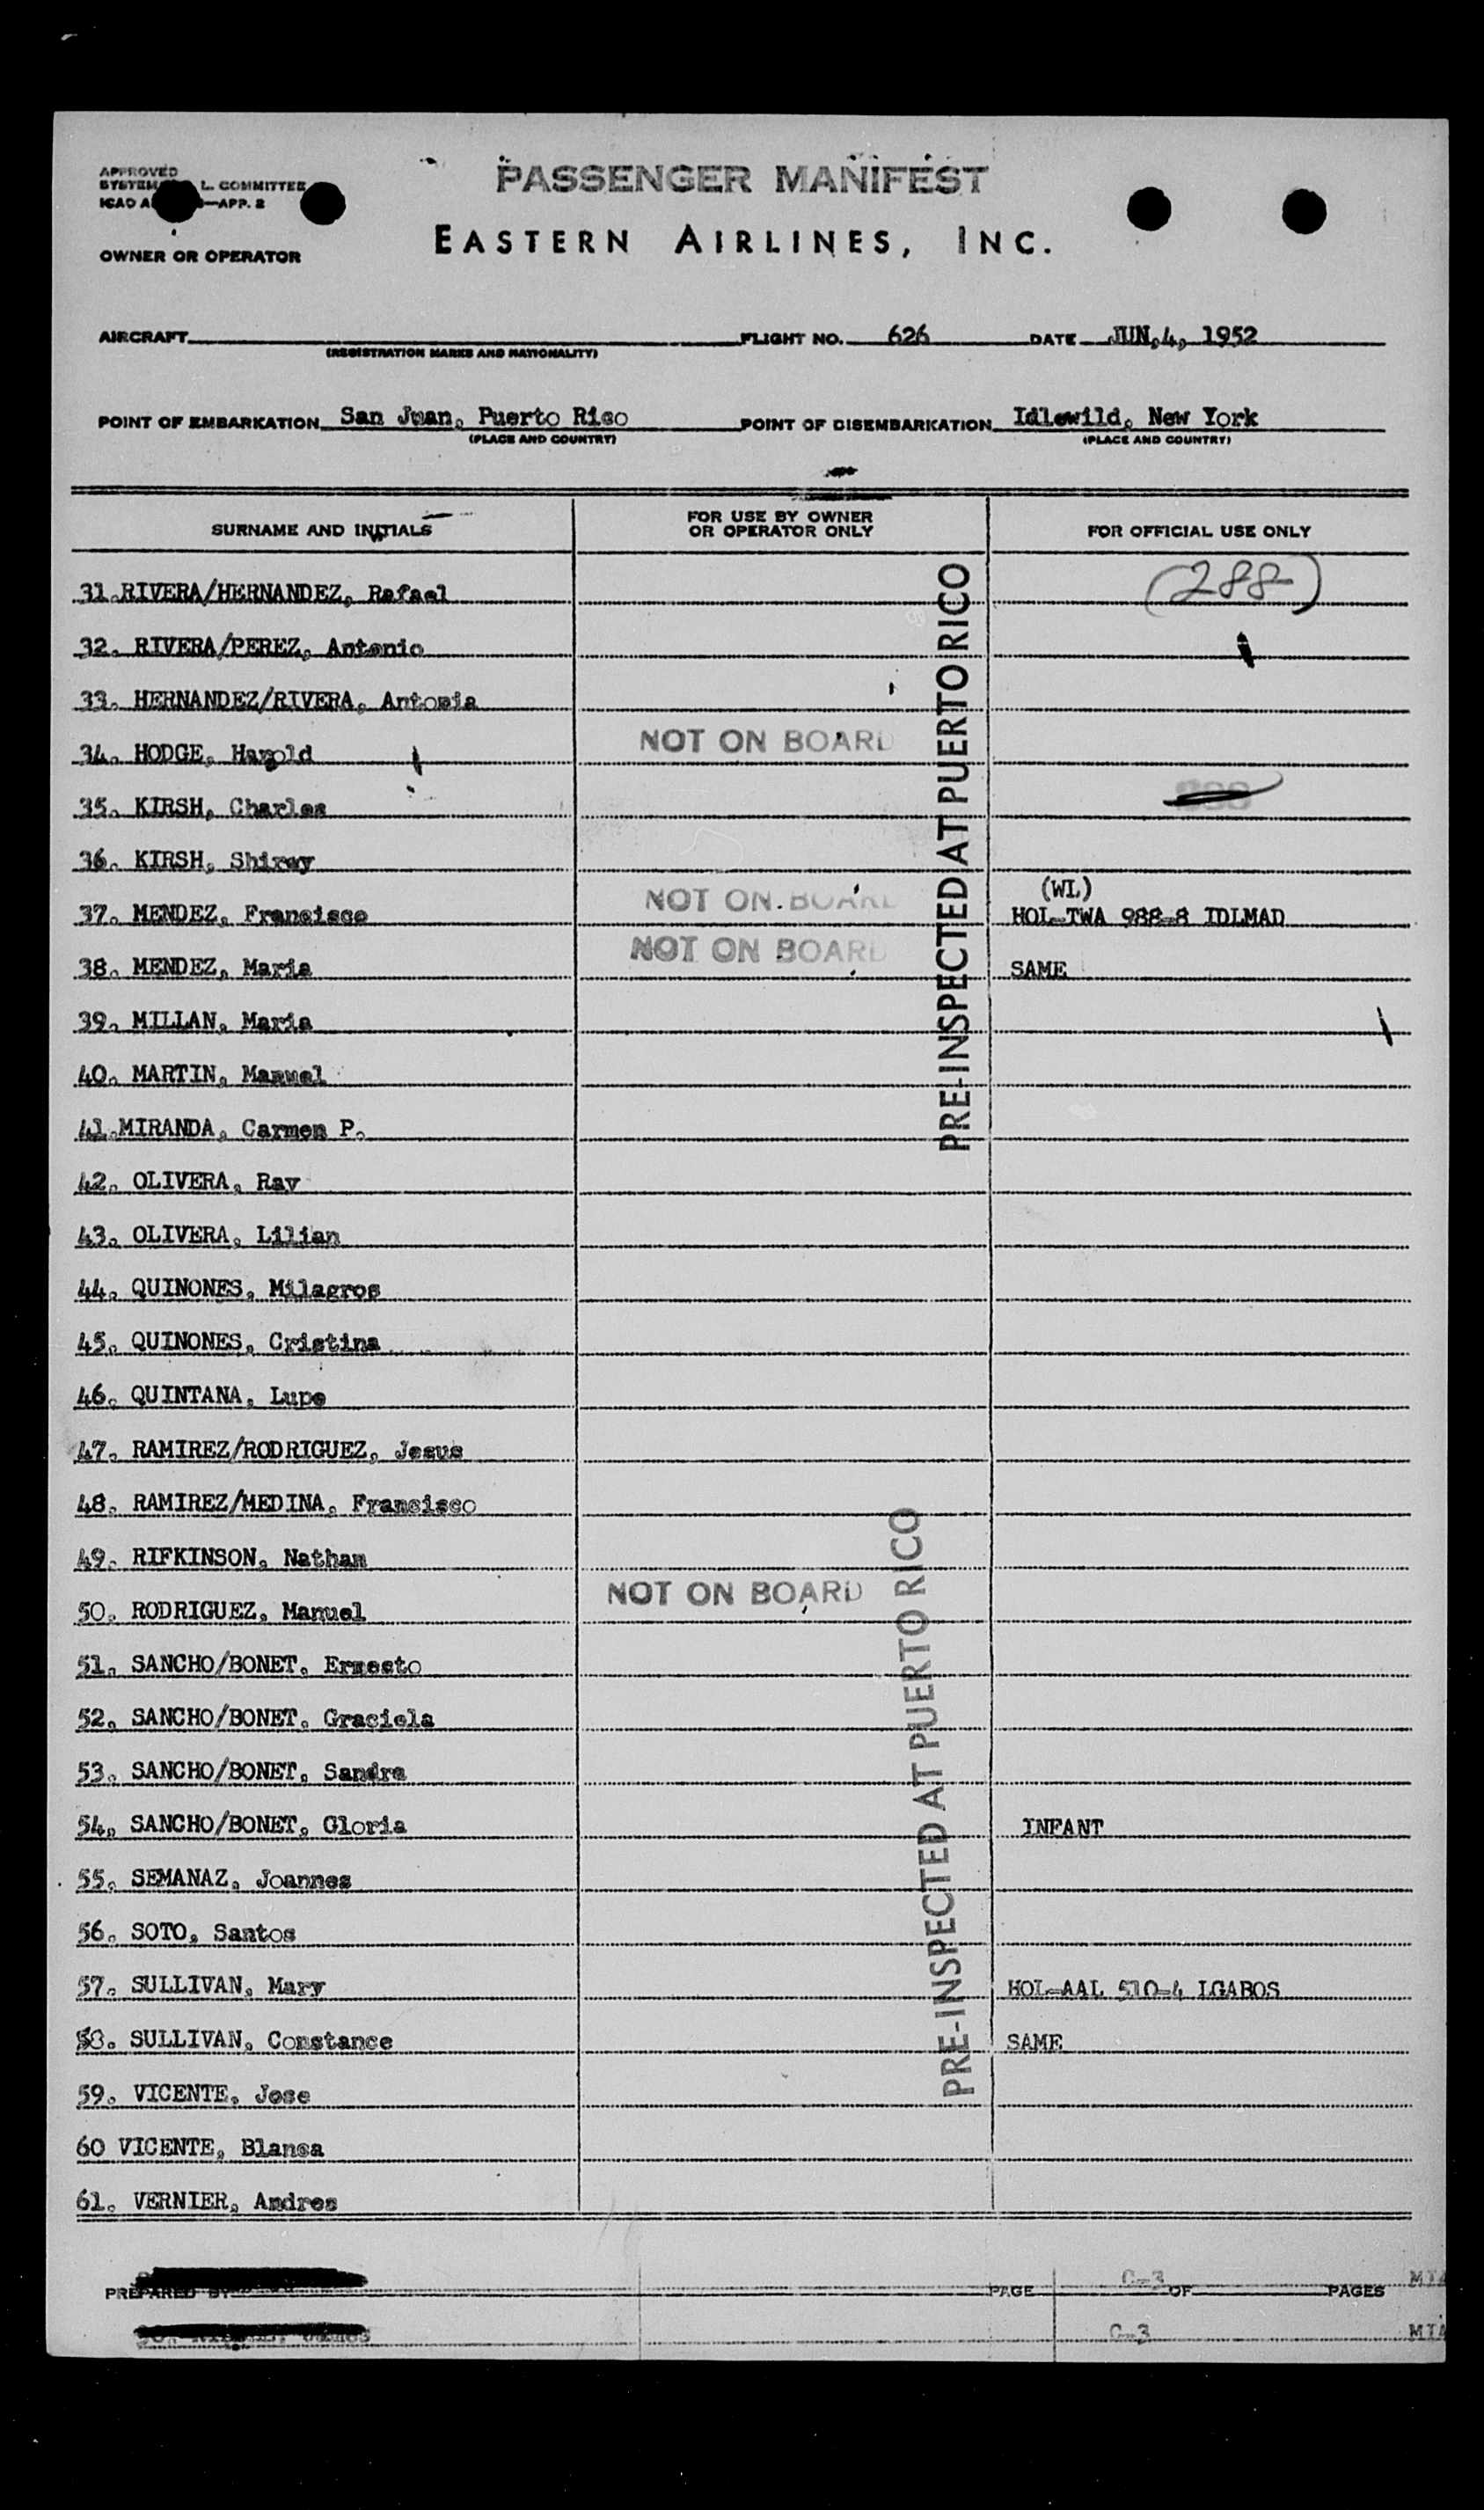 APPROVED
SYSTEM L. COMMITTEE
ICAO A —APP. 2
PASSENGER MANIFEST
EASTERN AIRLINES, INC.
OWNER OR OPERATOR
AIRCRAFT FLIGHT NO. 626 DATE JUN,4, 1952
(REGISTRATION MARKS AND NATIONALITY)
POINT OF EMBARKATION San Juan, Puerto Rico POINT OF DISEMBARKATION Idlewild, New York
(PLACE AND COUNTRY) (PLACE AND COUNTRY)
SURNAME AND INITIALS FOR USE BY OWNER OR OPERATOR ONLY FOR OFFICIAL USE ONLY
31.RIVERA/HERNANDEZ, Rafael (288)
32. RIVERA/PEREZ, Antonio
33. HERNANDEZ/RIVERA, Antonia
34. HODGE, Harold NOT ON BOARD
35. KIRSH, Charles
36. KIRSH, Shirey
(WL)
37. MENDEZ, Francisco NOT ON BOARD HOL-TWA 988-8 IDLMAD
38. MENDEZ, Maria NOT ON BOARD SAME
39. MILLAN, Maria
40. MARTIN, Manuel
41.MIRANDA, Carmen P.
PRE-INSPECTED AT PUERTO RICO
42. OLIVERA, Ray
43. OLIVERA, Lilian
44. QUINONES, Milagros
45. QUINONES, Cristina
46. QUINTANA, Lupe
47. RAMIREZ/RODRIGUEZ, Jesus
48. RAMIREZ/MEDINA, Francisco
49. RIFKINSON, Nathan
50. RODRIGUEZ, Manuel NOT ON BOARD
51. SANCHO/BONET, Ernesto
52. SANCHO/BONET, Graciela
53. SANCHO/BONET, Sandra
54, SANCHO/BONET, Gloria INFANT
55. SEMANAZ, Joannes
56. SOTO, Santos
57. SULLIVAN, Mary HOL-AAL 510-4 LGABOS
58. SULLIVAN, Constance SAME
PRE-INSPECTED AT PUERTO RICO
59. VICENTE, Jose
60 VICENTE, Blanca
61. VERNIER, Andres
PREPARED BY PAGE C-3 OF PAGES MIA
C-3 MIA